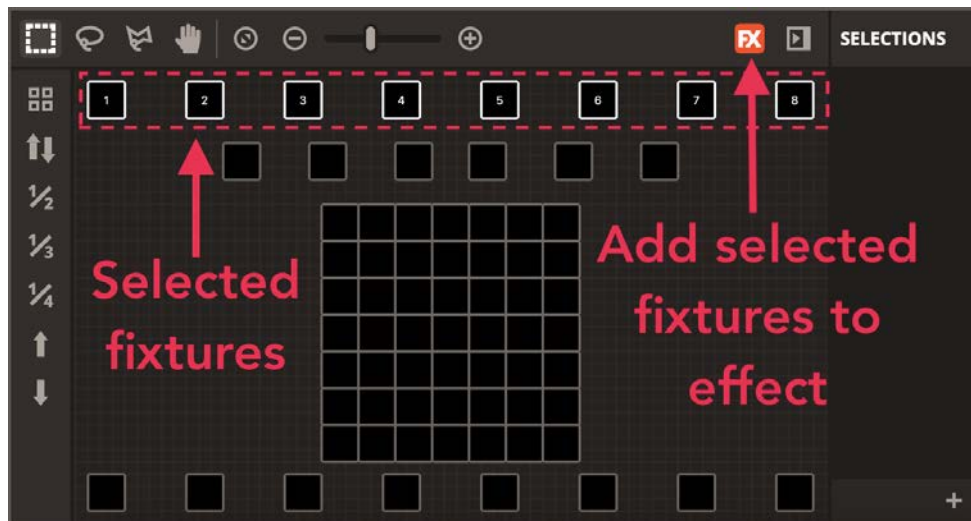 FX
SELECTIONS
1 2 3 4 5 6 7 8
1/2
1/3
1/4
Selected
fixtures
Add selected
fixtures to
effect